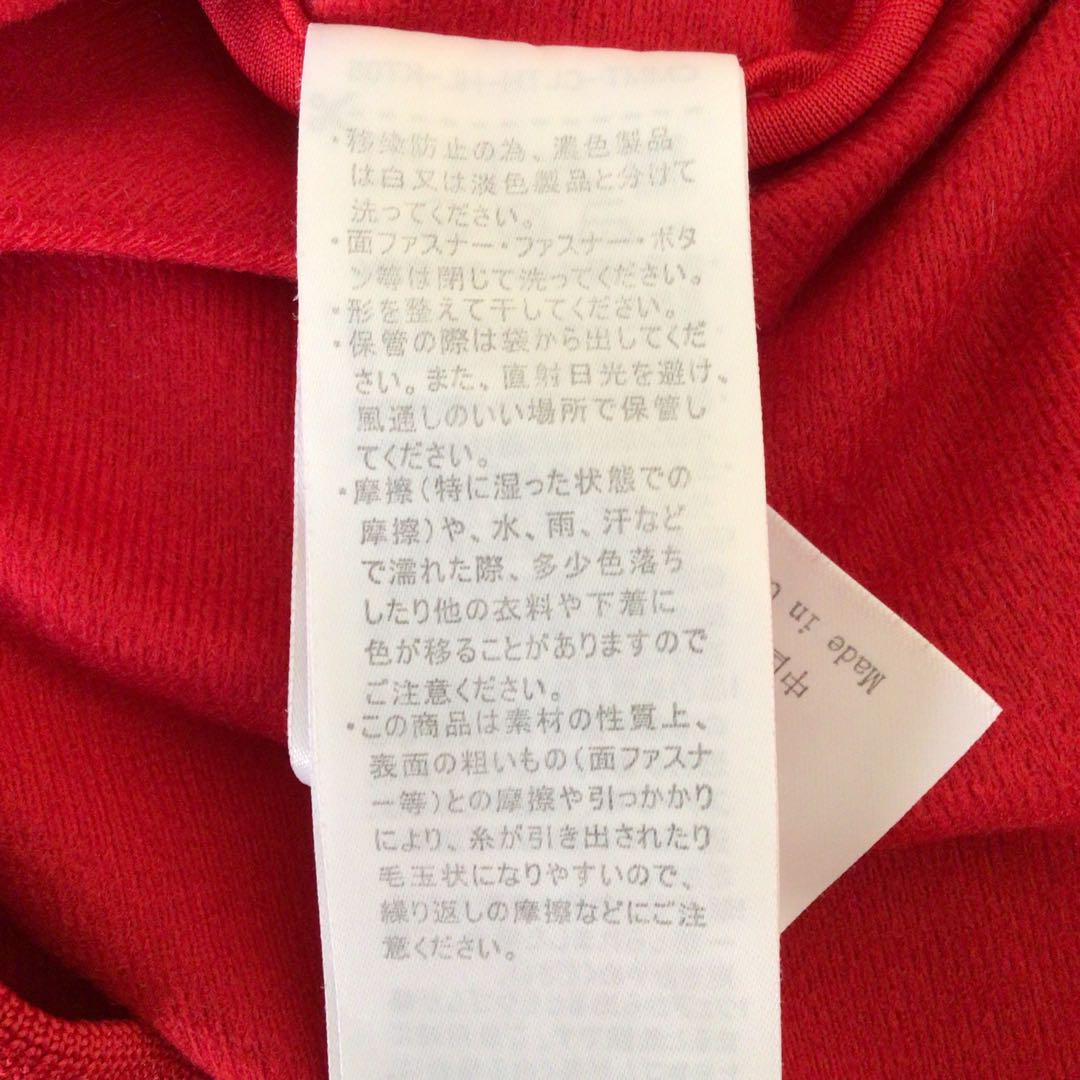 ・移染防止の為、濃色製品
は白又は淡色製品と分けて
洗ってください。
・面ファスナー・ファスナー・ボタ
ン等は閉じて洗ってください。
・形を整えて干してください。
・保管の際は袋から出してくだ
さい。また、直射日光を避け、
風通しのいい場所で保管し
てください。
・摩擦(特に湿った状態での
摩擦)や、水、雨、汗など
で濡れた際、多少色落ち
したり他の衣料や下着に
色が移ることがありますので
ご注意ください。
・この商品は素材の性質上、
表面の粗いもの(面ファスナ
ー等)との摩擦や引っかかり
により、糸が引き出されたり
毛玉状になりやすいので、
繰り返しの摩擦などにご注
意ください。
中
Made in